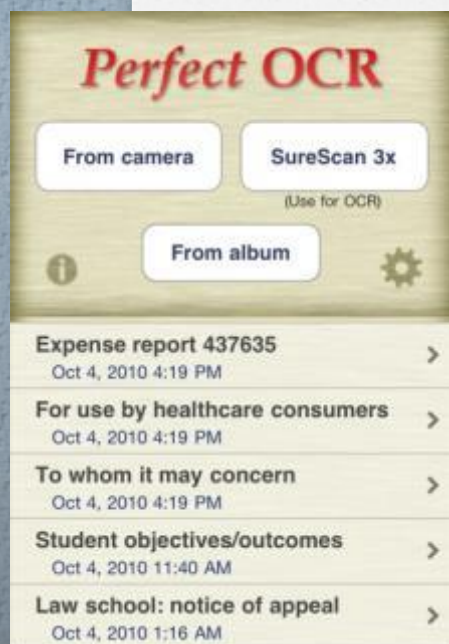 Perfect OCR
From camera
SureScan 3x
(Use for OCR)
From album
Expense report 437635
Oct 4, 2010 4:19 PM
For use by healthcare consumers
Oct 4, 2010 4:19 PM
To whom it may concern
Oct 4, 2010 4:19 PM
Student objectives/outcomes
Oct 4, 2010 11:40 AM
Law school: notice of appeal
Oct 4, 2010 1:16 AM